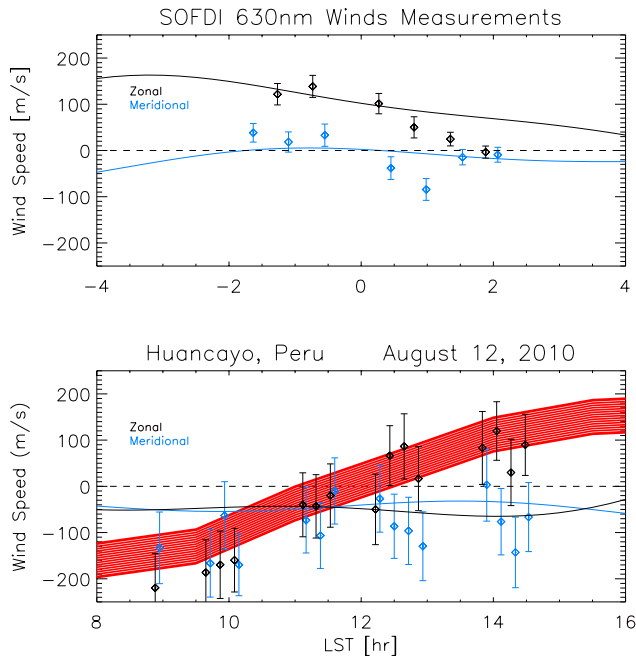 SOFDI 630nm Winds Measurements
200
100
0
-100
-200
Wind Speed [m/s]
Zonal
Meridional
-4
-2
0
2
4
Huancayo, Peru August 12, 2010
200
100
0
-100
-200
Wind Speed (m/s)
Zonal
Meridional
8
10
12
14
16
LST [hr]